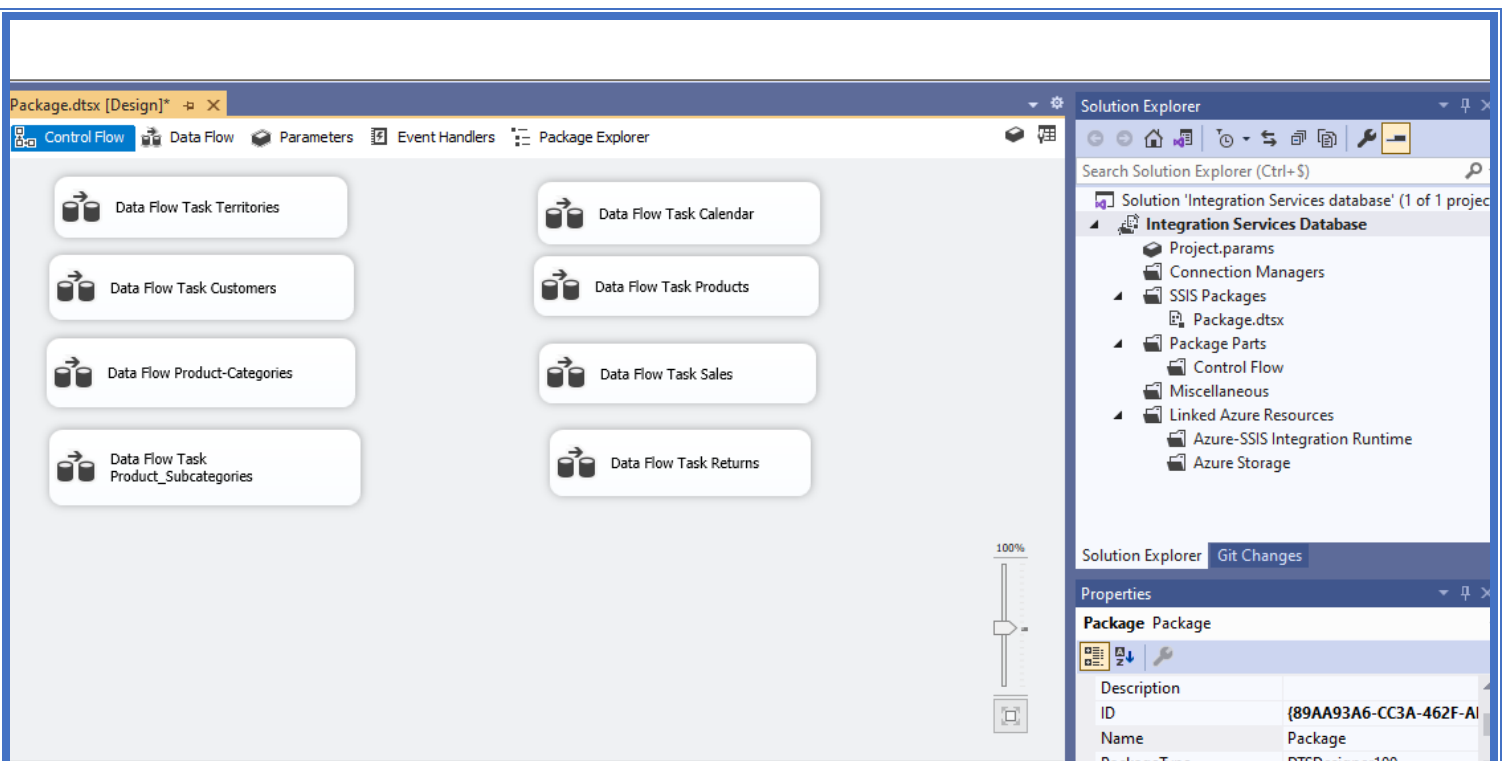 Package.dtsx [Design]*
Control Flow Data Flow Parameters Event Handlers Package Explorer
Data Flow Task Territories
Data Flow Task Calendar
Data Flow Task Customers
Data Flow Task Products
Data Flow Product-Categories
Data Flow Task Sales
Data Flow Task
Product_Subcategories
Data Flow Task Returns
100%
Solution Explorer
Search Solution Explorer (Ctrl+$)
Solution 'Integration Services database' (1 of 1 projec
Integration Services Database
Project.params
Connection Managers
SSIS Packages
Package.dtsx
Package Parts
Control Flow
Miscellaneous
Linked Azure Resources
Azure-SSIS Integration Runtime
Azure Storage
Solution Explorer Git Changes
Properties
Package Package
Description
ID {89AA93A6-CC3A-462F-A
Name Package